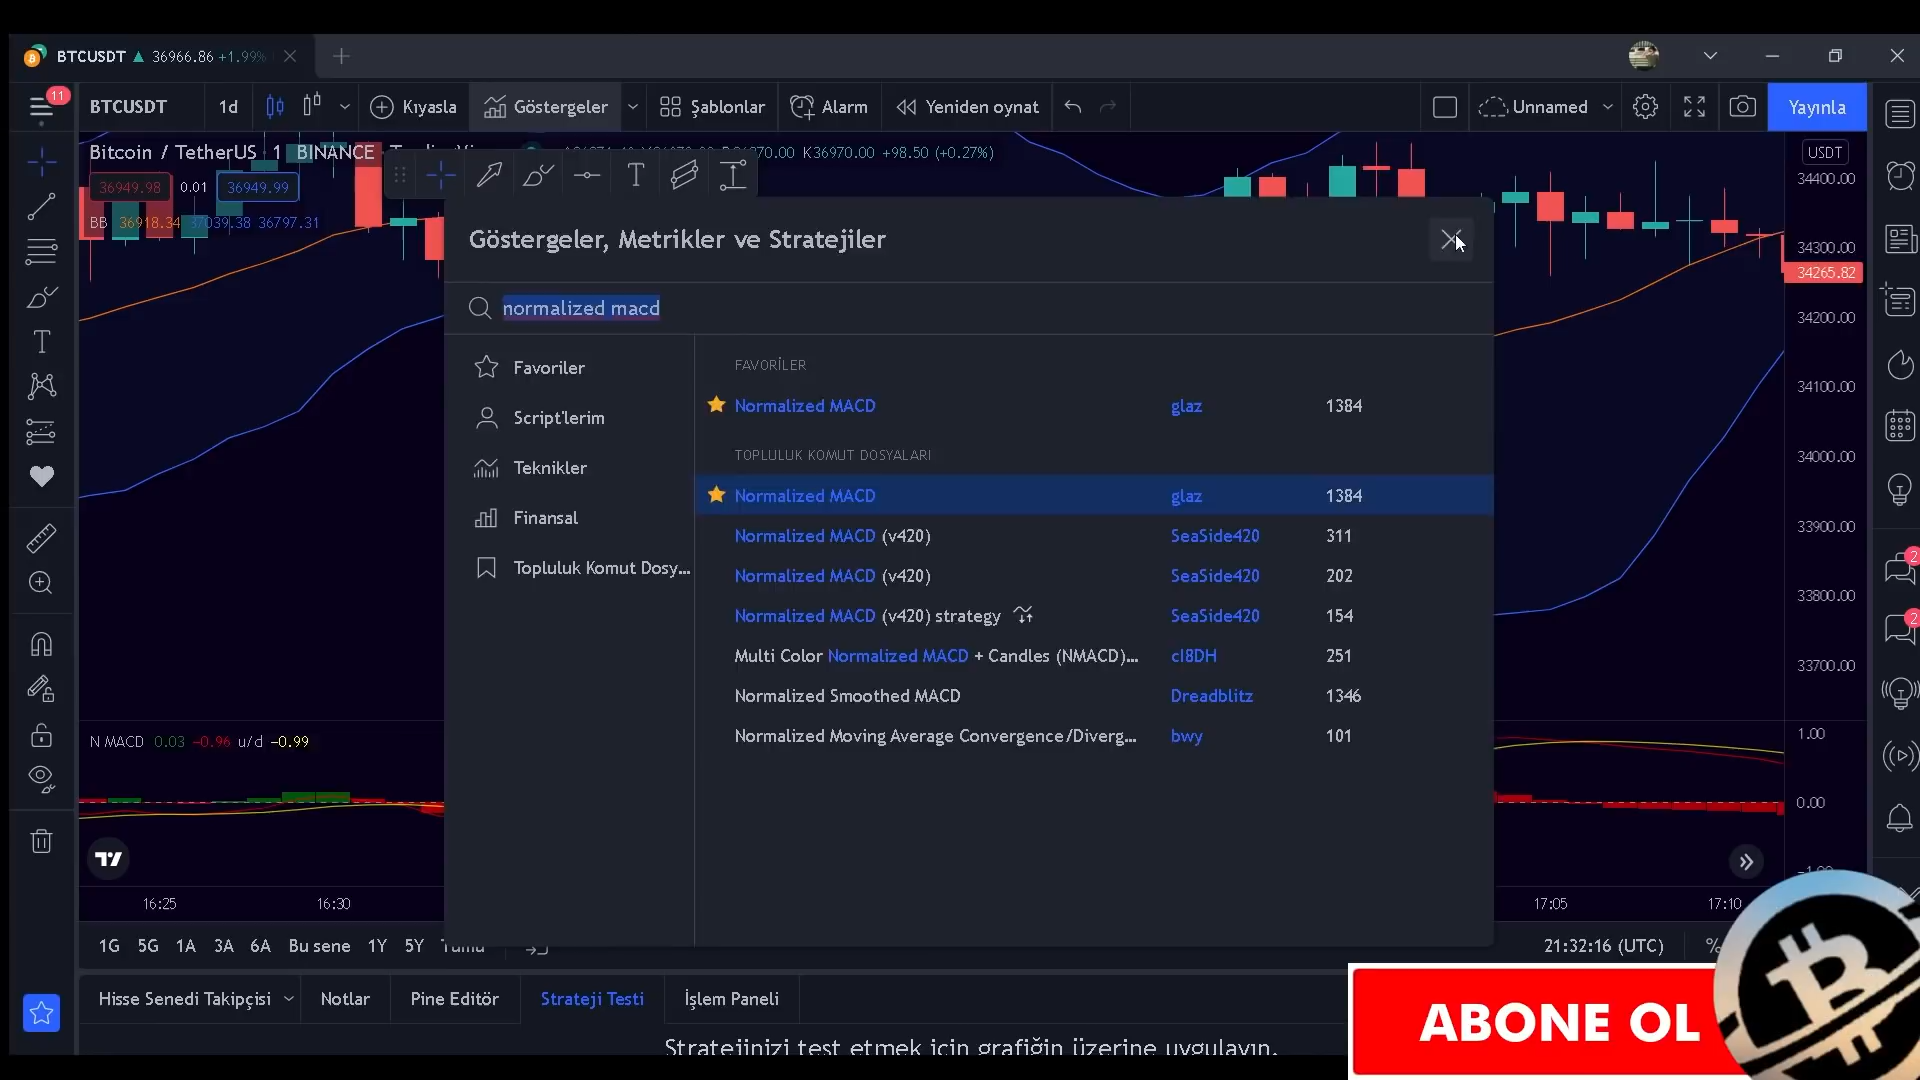 BTCUSDT ▲ 36966.86 +1.99%
11
BTCUSDT 1d Kıyasla Göstergeler Şablonlar Alarm Yeniden oynat Unnamed Yayınla
Bitcoin / TetherUS · 1 BINANCE
K36970.00 +98.50 (+0.27%)
USDT
36949.98 0.01 36949.99
BB 36918.34 37039.38 36797.31
34400.00
34300.00
34265.82
34200.00
34100.00
34000.00
33900.00
33800.00
33700.00
1.00
0.00
Göstergeler, Metrikler ve Stratejiler
normalized macd
Favoriler
Script'lerim
Teknikler
Finansal
Topluluk Komut Dosy...
FAVORİLER
Normalized MACD glaz 1384
TOPLULUK KOMUT DOSYALARI
Normalized MACD glaz 1384
Normalized MACD (v420) SeaSide420 311
Normalized MACD (v420) SeaSide420 202
Normalized MACD (v420) strategy SeaSide420 154
Multi Color Normalized MACD + Candles (NMACD)... cI8DH 251
Normalized Smoothed MACD Dreadblitz 1346
Normalized Moving Average Convergence/Diverg... bwy 101
N MACD 0.03 −0.96 u/d −0.99
2
2
16:25 16:30 17:05 17:10
1G 5G 1A 3A 6A Bu sene 1Y 5Y Tümü 21:32:16 (UTC) %
Hisse Senedi Takipçisi Notlar Pine Editör Strateji Testi İşlem Paneli
Stratejinizi test etmek için grafiğin üzerine uygulayın.
ABONE OL